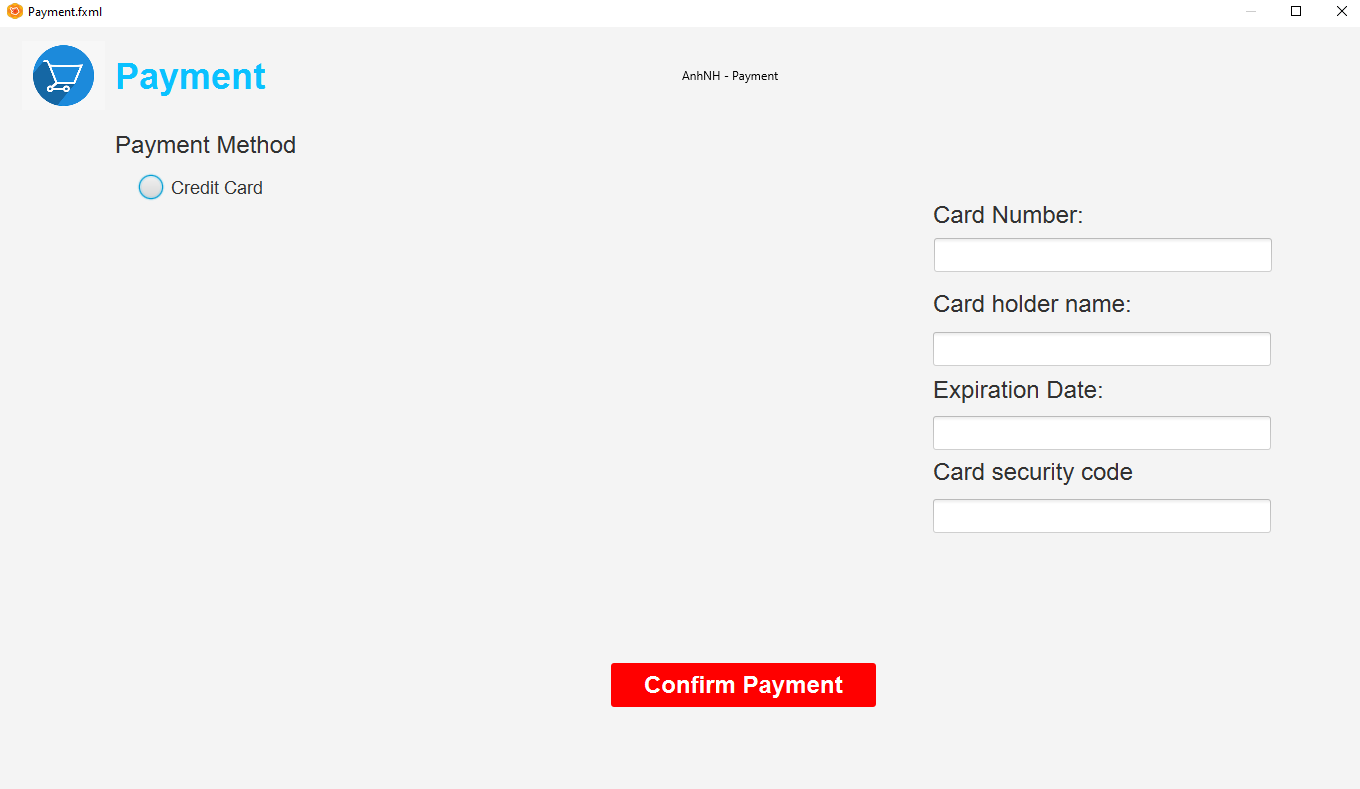 Payment.fxml
Payment
AnhNH - Payment
Payment Method
Credit Card
Card Number:
Card holder name:
Expiration Date:
Card security code
Confirm Payment